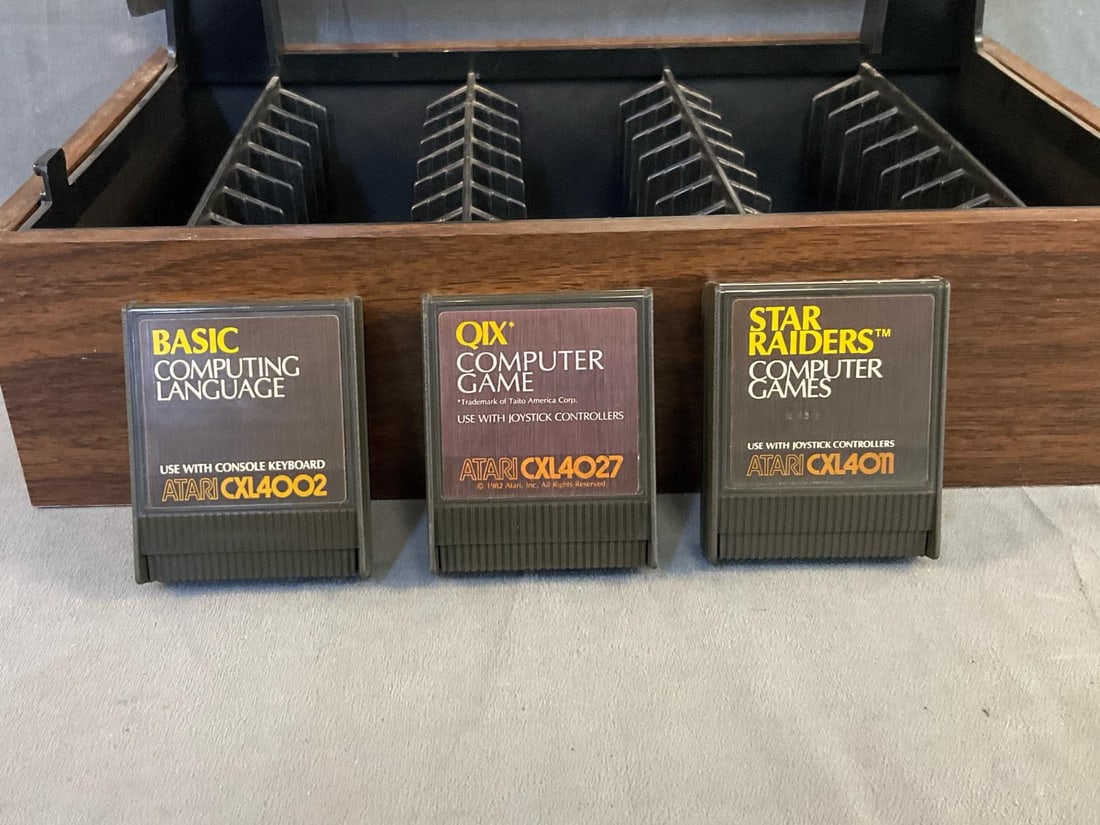 BASIC
COMPUTING
LANGUAGE
USE WITH CONSOLE KEYBOARD
ATARI CXL4002
QIX*
COMPUTER
GAME
*Trademark of Taito America Corp.
USE WITH JOYSTICK CONTROLLERS
ATARI CXL4027
© 1982 Atari, Inc. All Rights Reserved
STAR
RAIDERS™
COMPUTER
GAMES
USE WITH JOYSTICK CONTROLLERS
ATARI CXL4011